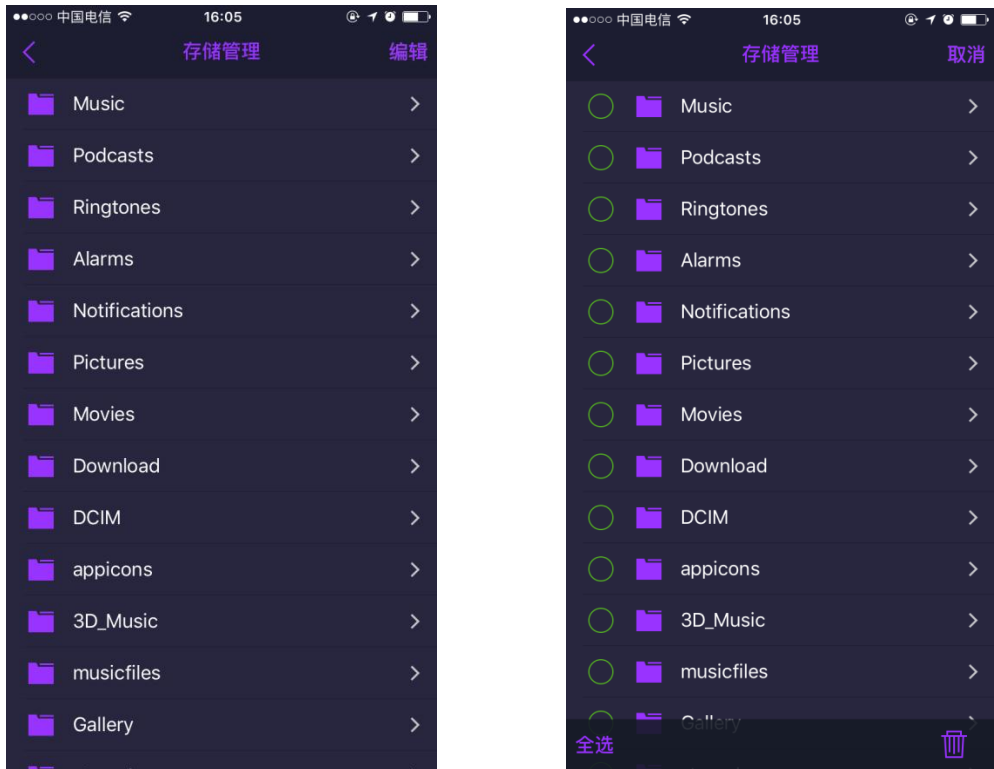 中国电信 16:05
存储管理 编辑
Music
Podcasts
Ringtones
Alarms
Notifications
Pictures
Movies
Download
DCIM
appicons
3D_Music
musicfiles
Gallery
中国电信 16:05
存储管理 取消
Music
Podcasts
Ringtones
Alarms
Notifications
Pictures
Movies
Download
DCIM
appicons
3D_Music
musicfiles
Gallery
全选